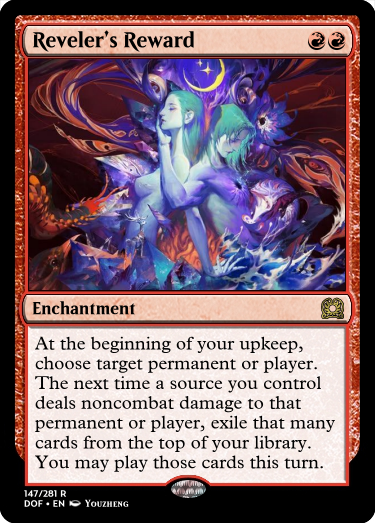 Reveler's Reward
Enchantment
At the beginning of your upkeep,
choose target permanent or player.
The next time a source you control
deals noncombat damage to that
permanent or player, exile that many
cards from the top of your library.
You may play those cards this turn.
147/281 R
DOF • EN Youzheng